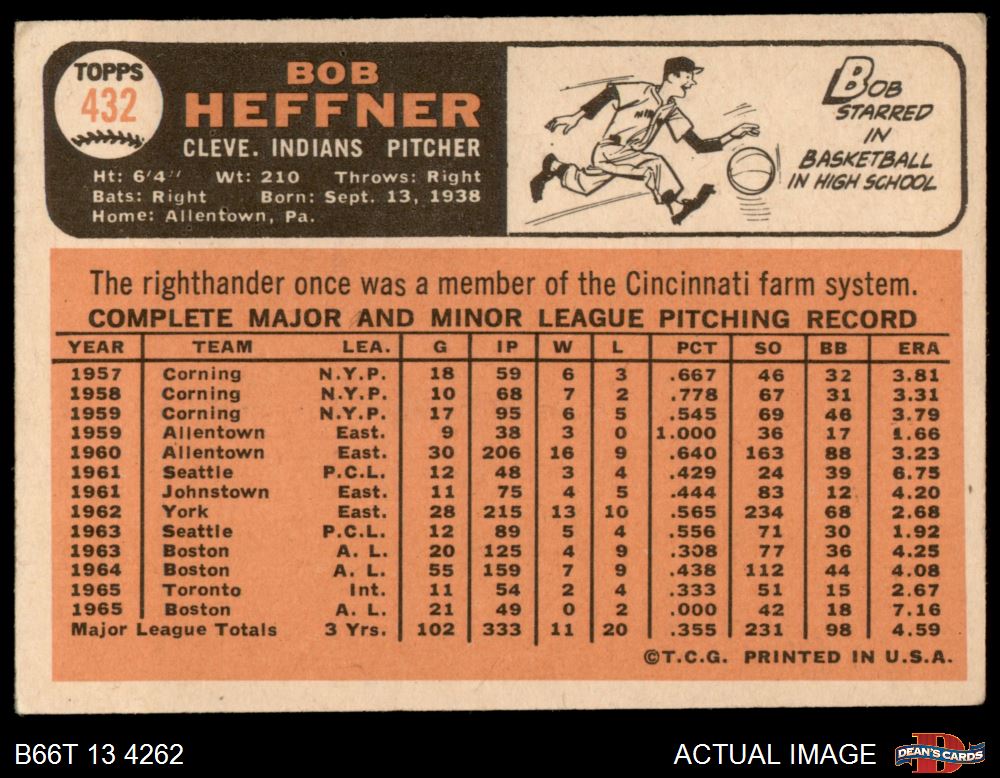 TOPPS
432
BOB
HEFFNER
CLEVE. INDIANS PITCHER
Ht: 6'4" Wt: 210 Throws: Right
Bats: Right Born: Sept. 13, 1938
Home: Allentown, Pa.
BOB
STARRED
IN
BASKETBALL
IN HIGH SCHOOL
The righthander once was a member of the Cincinnati farm system.
COMPLETE MAJOR AND MINOR LEAGUE PITCHING RECORD
YEAR TEAM LEA. G IP W L PCT SO BB ERA
1957 Corning N.Y.P. 18 59 6 3 .667 46 32 3.81
1958 Corning N.Y.P. 10 68 7 2 .778 67 31 3.31
1959 Corning N.Y.P. 17 95 6 5 .545 69 46 3.79
1959 Allentown East. 9 38 3 0 1.000 36 17 1.66
1960 Allentown East. 30 206 16 9 .640 163 88 3.23
1961 Seattle P.C.L. 12 48 3 4 .429 24 39 6.75
1961 Johnstown East. 11 75 4 5 .444 83 12 4.20
1962 York East. 28 215 13 10 .565 234 68 2.68
1963 Seattle P.C.L. 12 89 5 4 .556 71 30 1.92
1963 Boston A. L. 20 125 4 9 .308 77 36 4.25
1964 Boston A. L. 55 159 7 9 .438 112 44 4.08
1965 Toronto Int. 11 54 2 4 .333 51 15 2.67
1965 Boston A. L. 21 49 0 2 .000 42 18 7.16
Major League Totals 3 Yrs. 102 333 11 20 .355 231 98 4.59
©T.C.G. PRINTED IN U.S.A.
B66T 13 4262
ACTUAL IMAGE
DEAN'S CARDS